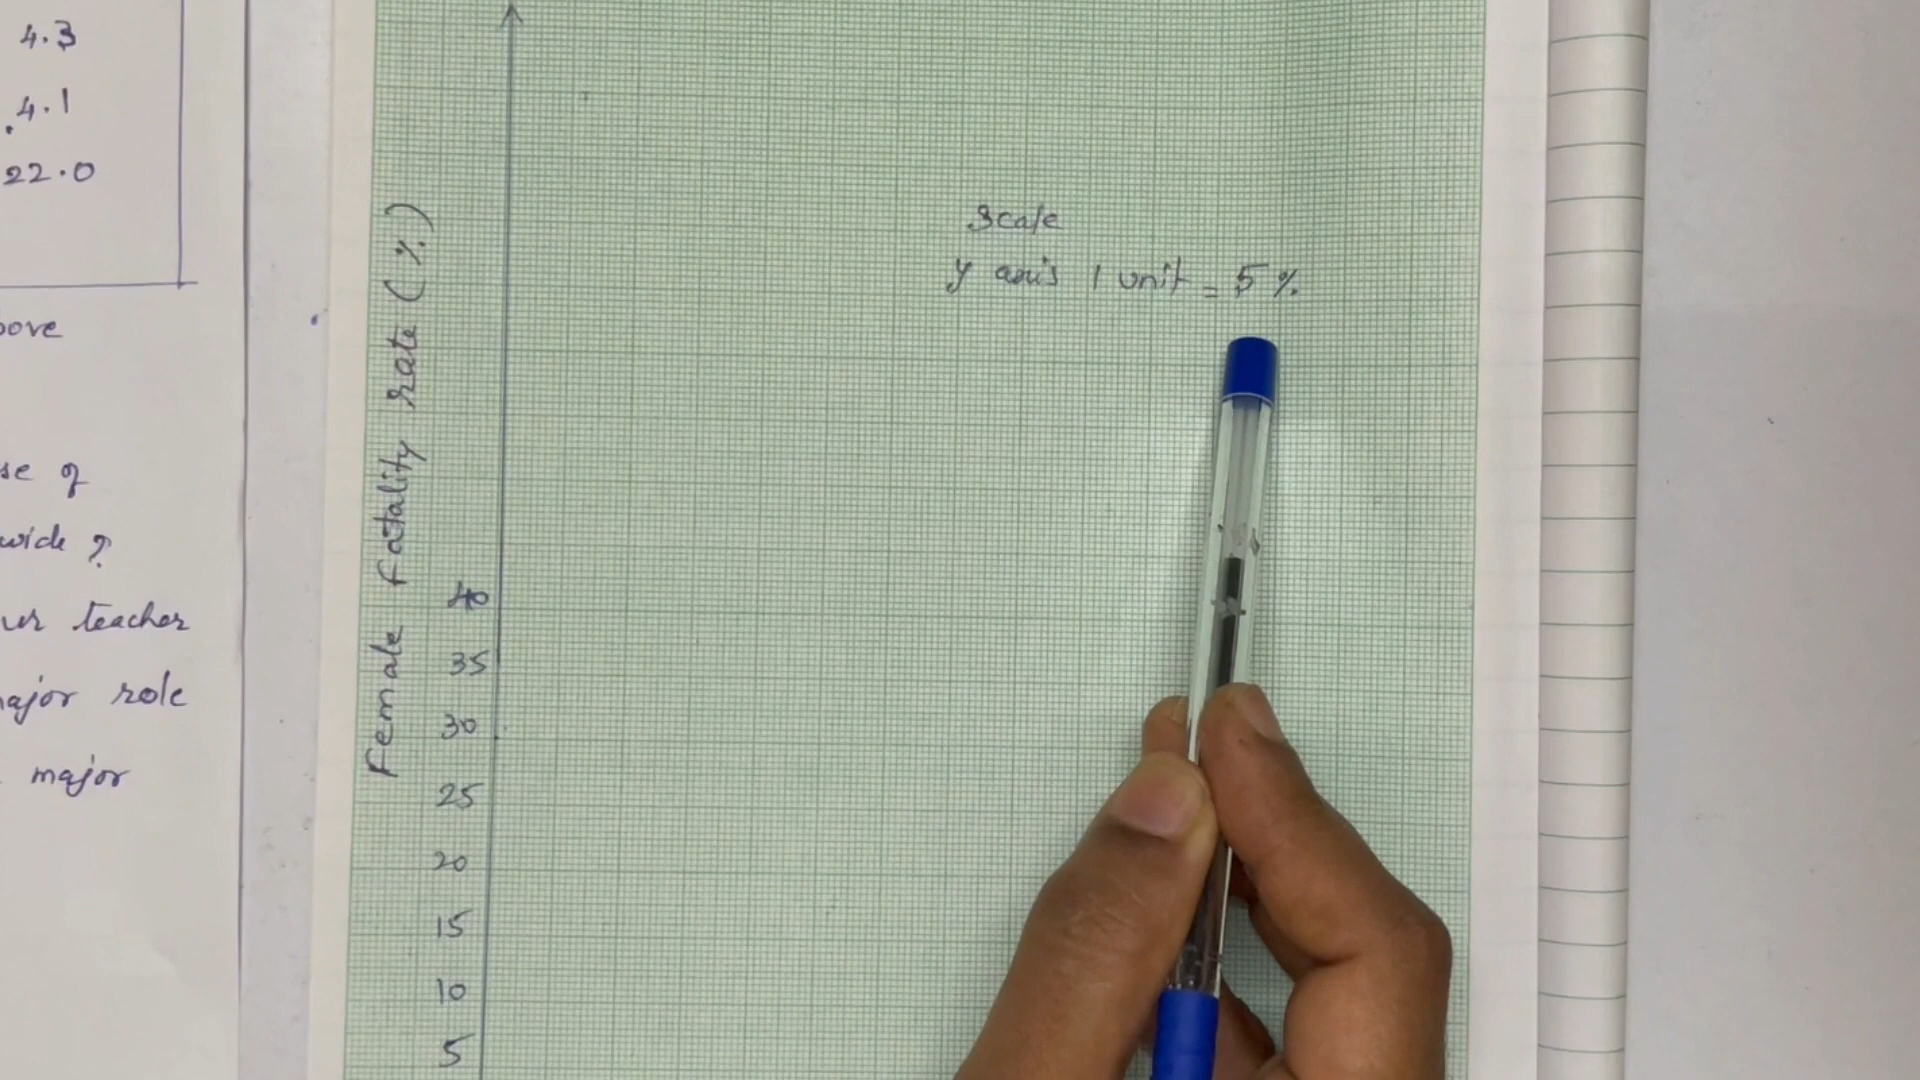 4.3
4.1
22.0
ove
se of
wide ?
ur teacher
major role
major
Female Fatality rate (%)
40
35
30
25
20
15
10
5
Scale
y axis 1 unit = 5%